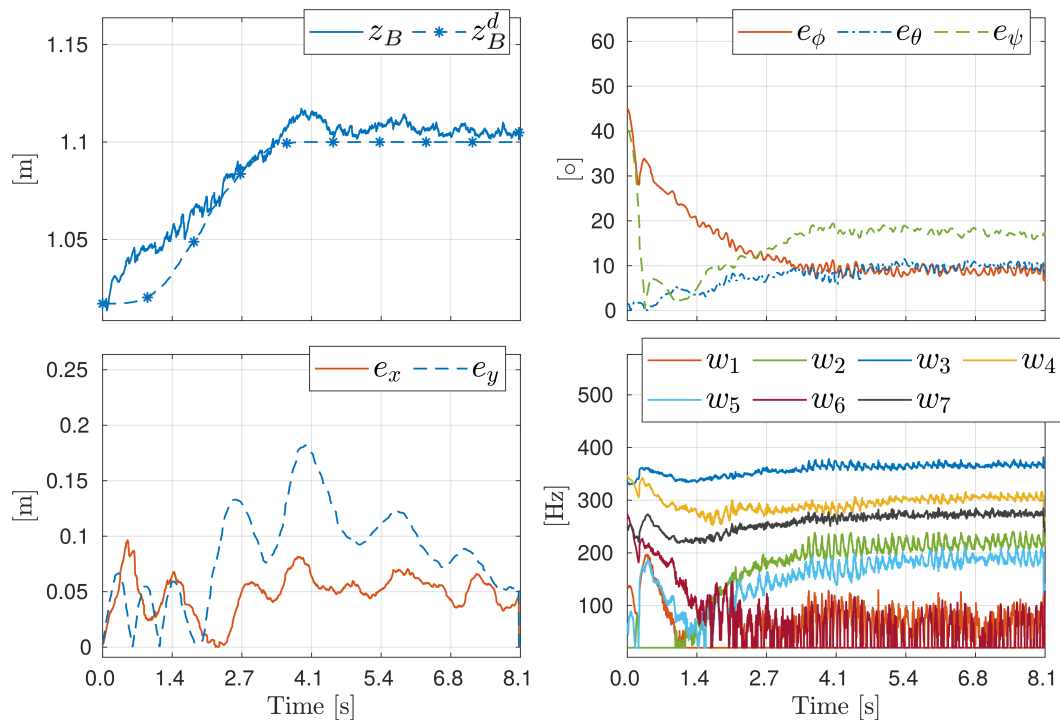 z_B z_B^d
1.15
1.1
1.05
[m]
e_ϕ e_θ e_ψ
60
50
40
30
20
10
0
[∘]
e_x e_y
0.25
0.2
0.15
0.1
0.05
0
[m]
0.0 1.4 2.7 4.1 5.4 6.8 8.1
Time [s]
w_1 w_2 w_3 w_4
w_5 w_6 w_7
500
400
300
200
100
[Hz]
0.0 1.4 2.7 4.1 5.4 6.8 8.1
Time [s]